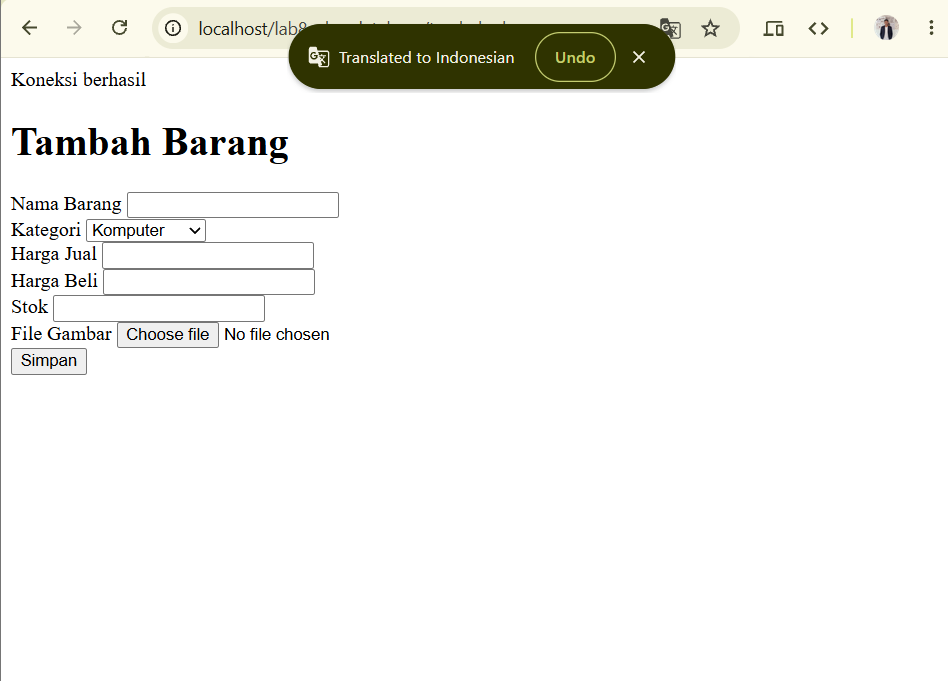 localhost/lab8
Translated to Indonesian Undo
Koneksi berhasil
Tambah Barang
Nama Barang
Kategori Komputer
Harga Jual
Harga Beli
Stok
File Gambar Choose file No file chosen
Simpan